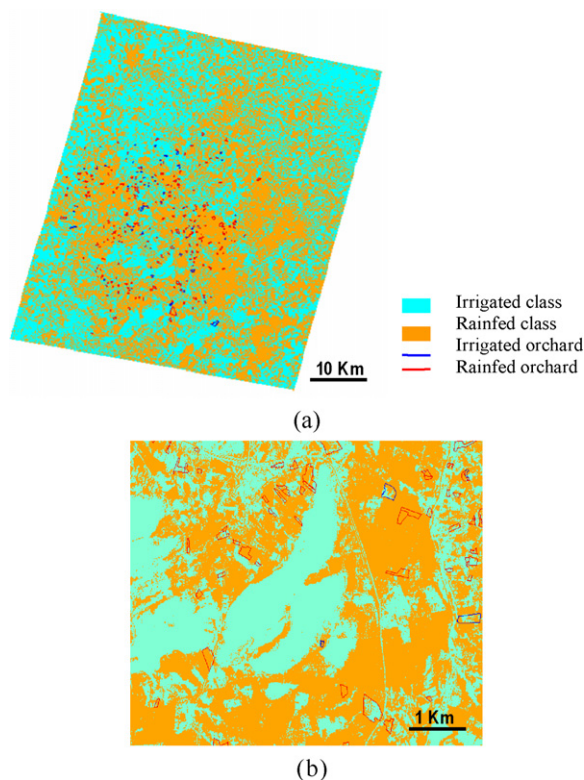 Irrigated class
Rainfed class
Irrigated orchard
Rainfed orchard
10 Km
(a)
1 Km
(b)